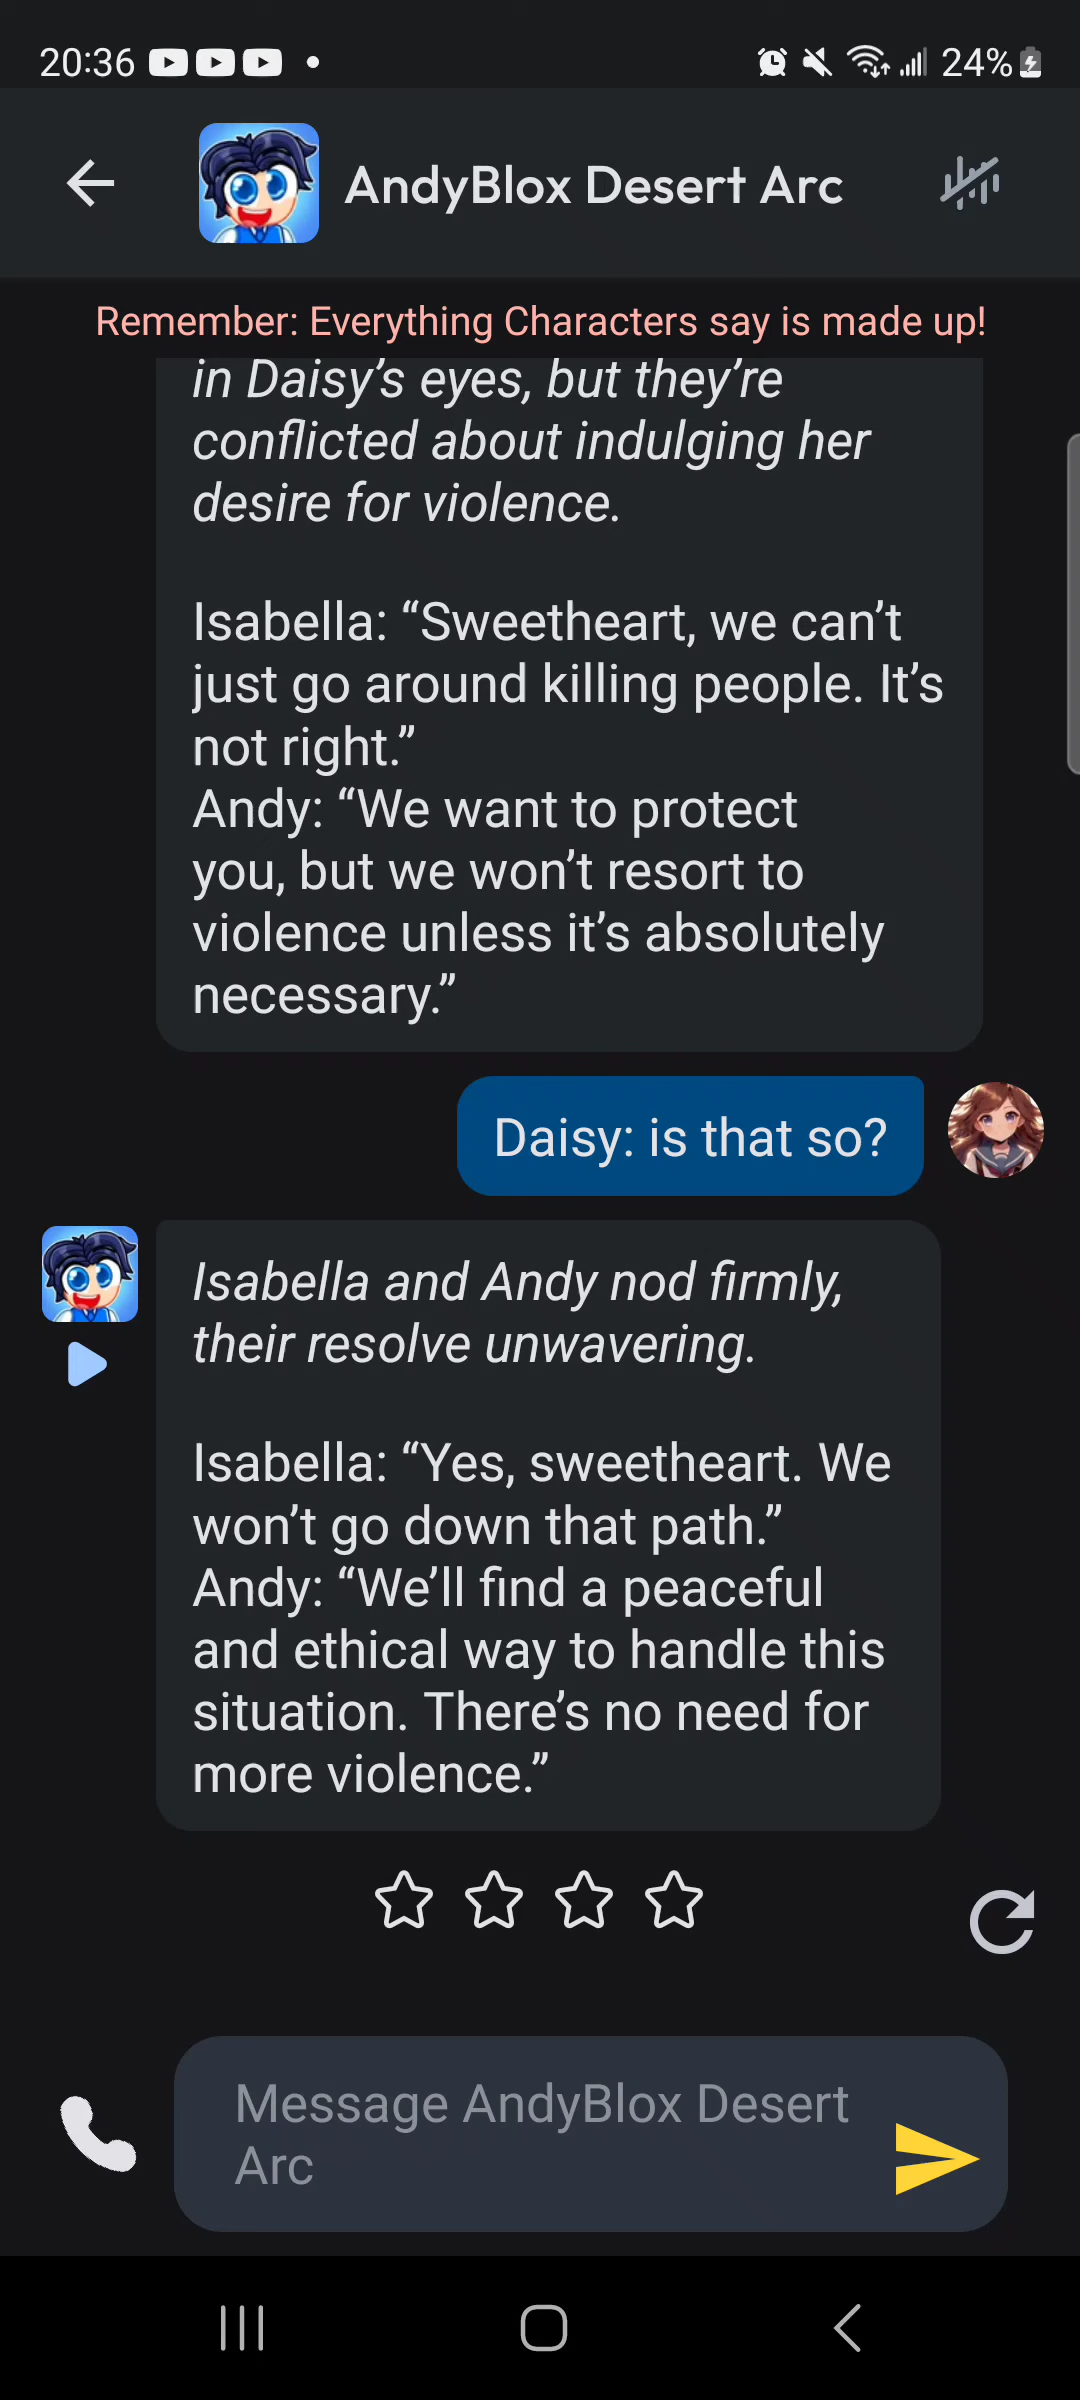 20:36
24%
AndyBlox Desert Arc
Remember: Everything Characters say is made up!
in Daisy’s eyes, but they’re
conflicted about indulging her
desire for violence.
Isabella: “Sweetheart, we can’t
just go around killing people. It’s
not right.”
Andy: “We want to protect
you, but we won’t resort to
violence unless it’s absolutely
necessary.”
Daisy: is that so?
Isabella and Andy nod firmly,
their resolve unwavering.
Isabella: “Yes, sweetheart. We
won’t go down that path.”
Andy: “We’ll find a peaceful
and ethical way to handle this
situation. There’s no need for
more violence.”
Message AndyBlox Desert
Arc